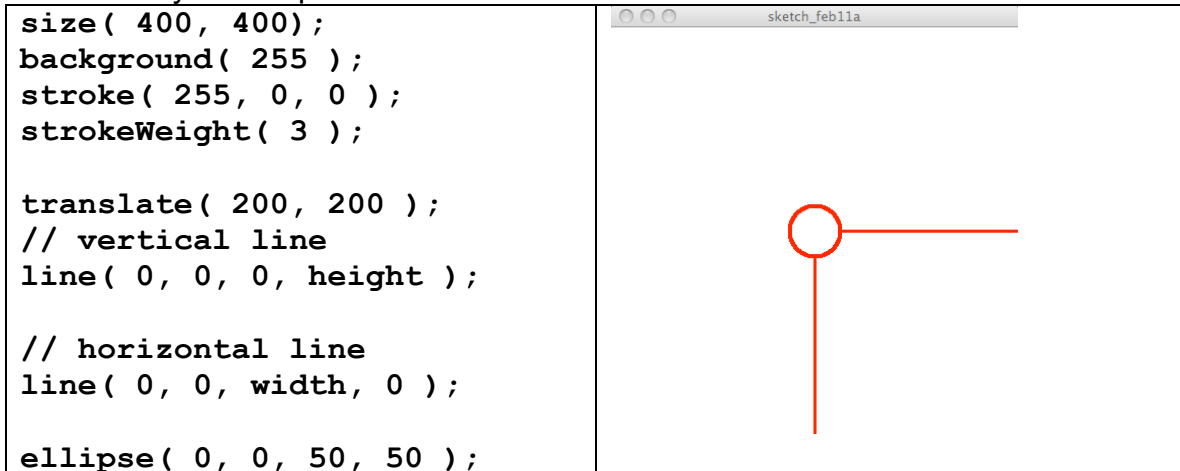 size( 400, 400);
background( 255 );
stroke( 255, 0, 0 );
strokeWeight( 3 );
translate( 200, 200 );
// vertical line
line( 0, 0, 0, height );
// horizontal line
line( 0, 0, width, 0 );
ellipse( 0, 0, 50, 50 );
sketch_feb11a